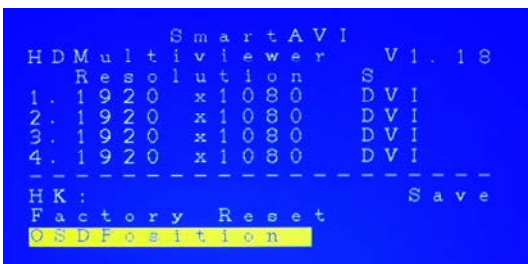 SmartAVI
HDMultiviewer V1.18
Resolution S
1. 1920 x1080 DVI
2. 1920 x1080 DVI
3. 1920 x1080 DVI
4. 1920 x1080 DVI
HK: Save
Factory Reset
OSDPosition